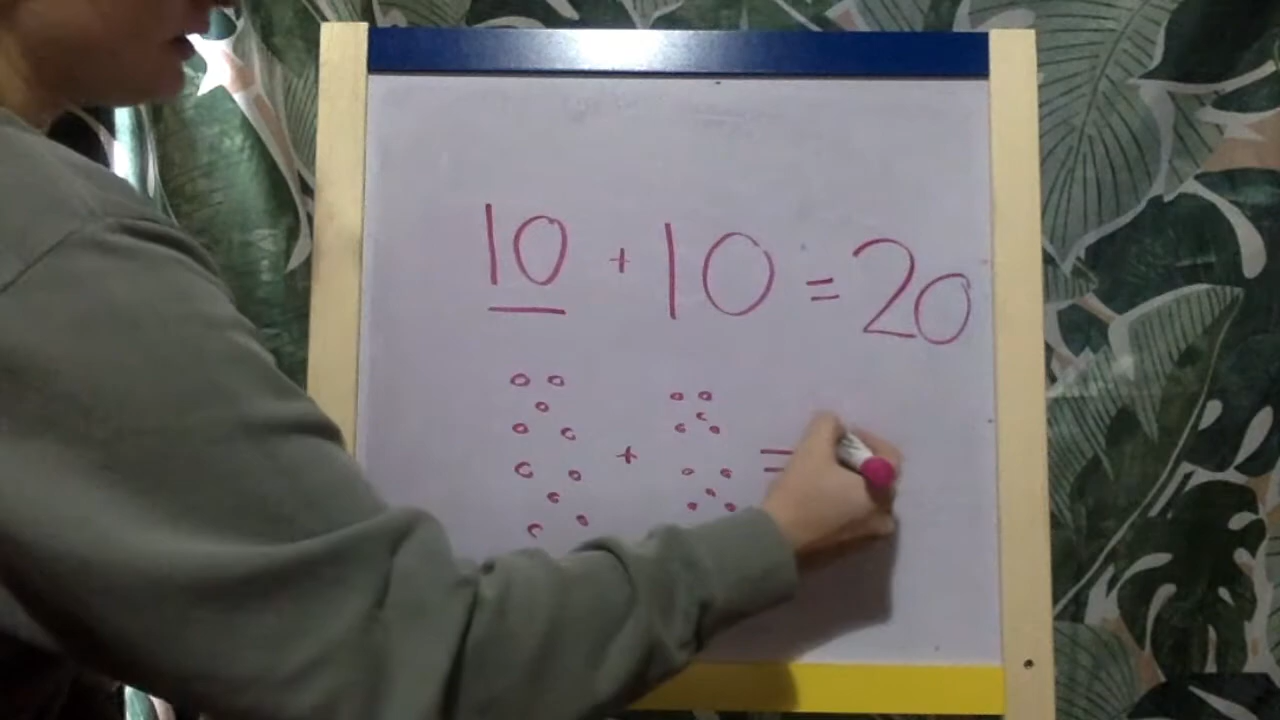 10 + 10 = 20
+ =